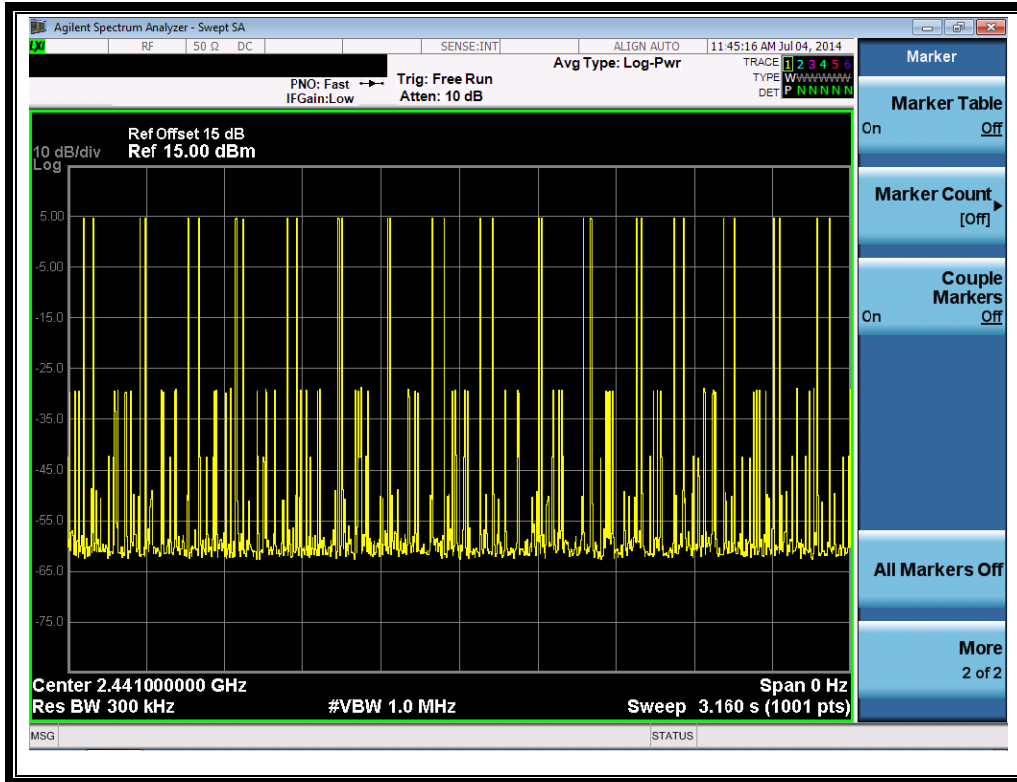 Agilent Spectrum Analyzer - Swept SA
LXI RF 50 Ω DC SENSE:INT ALIGN AUTO 11:45:16 AM Jul 04, 2014
Marker
Avg Type: Log-Pwr
TRACE 1 2 3 4 5 6
PNO: Fast
Trig: Free Run
TYPE WWWWWW
IFGain:Low
Atten: 10 dB
DET P N N N N N
Marker Table
On Off
Ref Offset 15 dB
10 dB/div Ref 15.00 dBm
Log
Marker Count
[Off]
5.00
-5.00
Couple
Markers
On Off
-15.0
-25.0
-35.0
-45.0
-55.0
-65.0
All Markers Off
-75.0
More
2 of 2
Center 2.441000000 GHz
Span 0 Hz
Res BW 300 kHz
#VBW 1.0 MHz
Sweep 3.160 s (1001 pts)
MSG
STATUS